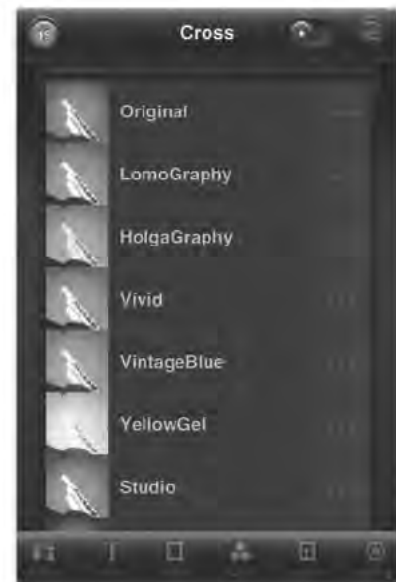 Cross
Original
LomoGraphy
HolgaGraphy
Vivid
VintageBlue
YellowGel
Studio